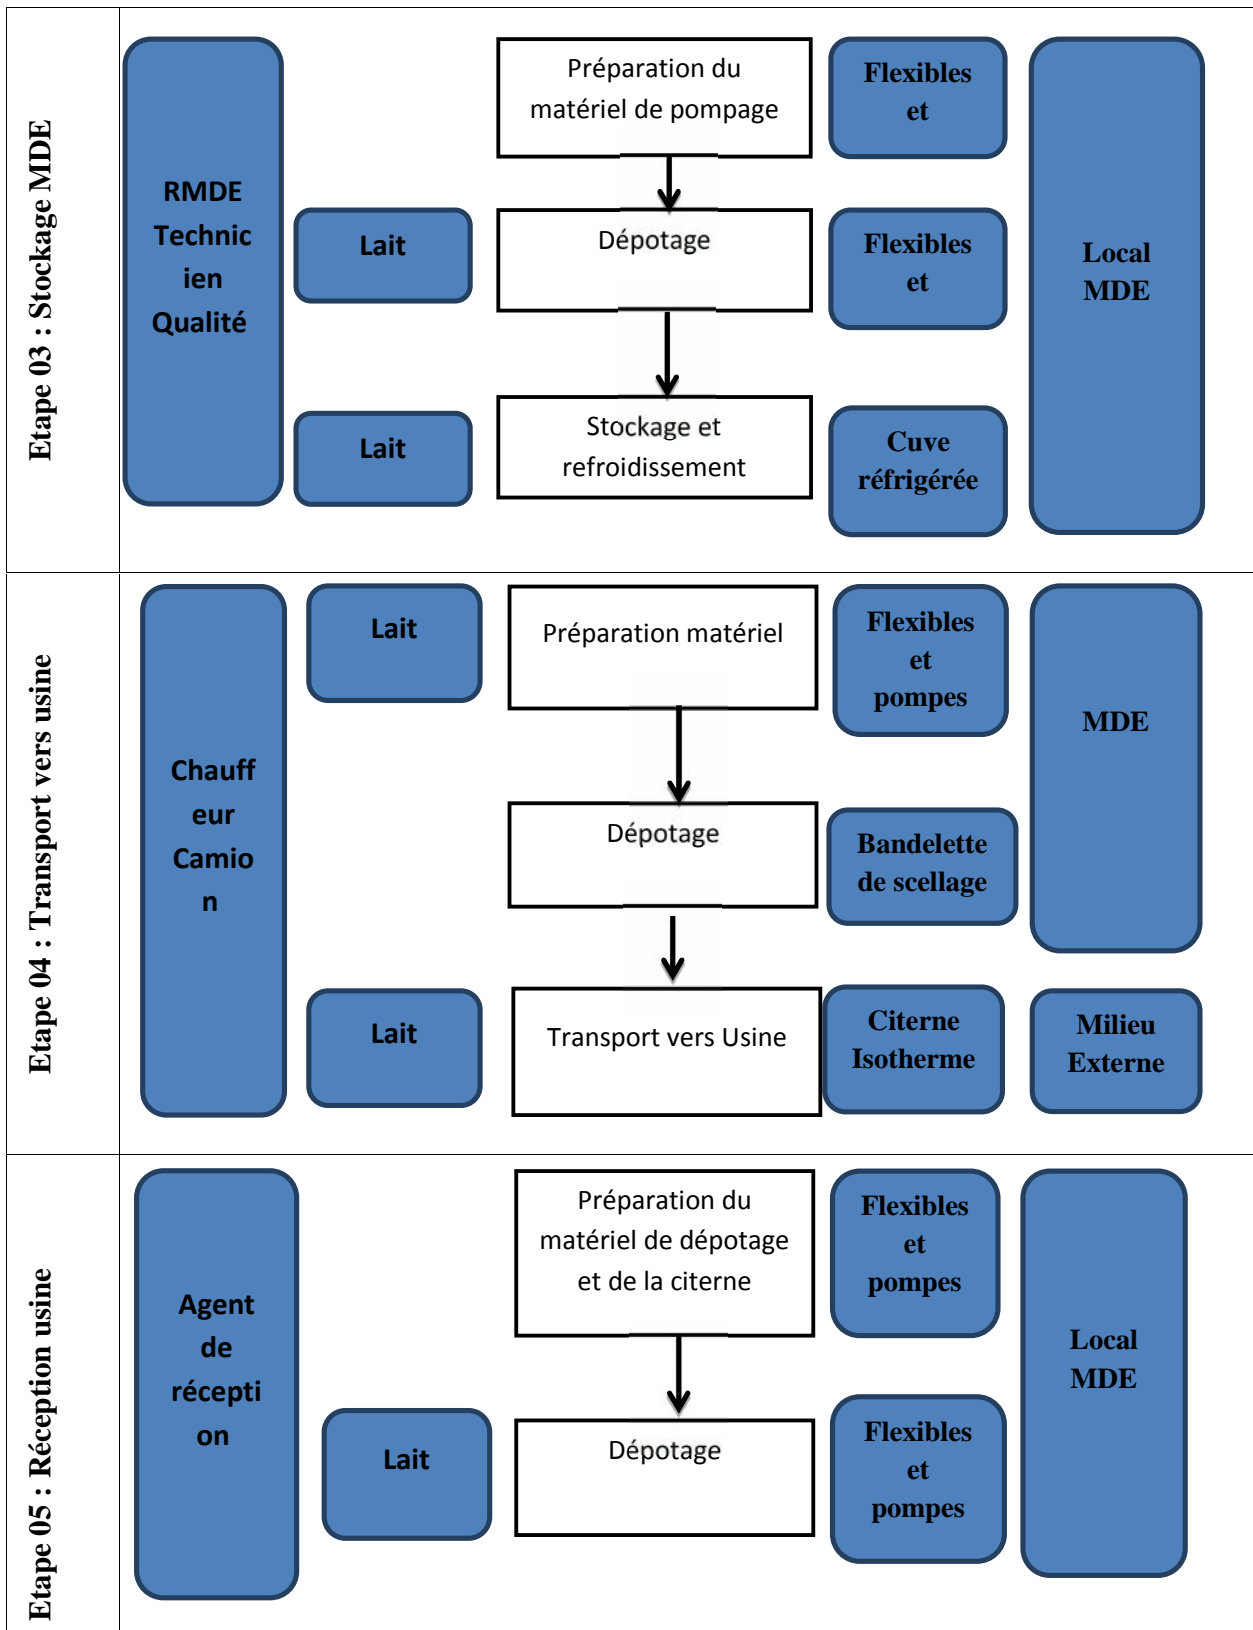 Etape 03 : Stockage MDE
RMDE
Technic
ien
Qualité
Préparation du
matériel de pompage
Flexibles
et
Local
MDE
Lait
Dépotage
Flexibles
et
Lait
Stockage et
refroidissement
Cuve
réfrigérée
Etape 04 : Transport vers usine
Chauff
eur
Camio
n
Lait
Préparation matériel
Flexibles
et
pompes
MDE
Dépotage
Bandelette
de scellage
Lait
Transport vers Usine
Citerne
Isotherme
Milieu
Externe
Etape 05 : Réception usine
Agent
de
récepti
on
Préparation du
matériel de dépotage
et de la citerne
Flexibles
et
pompes
Local
MDE
Lait
Dépotage
Flexibles
et
pompes